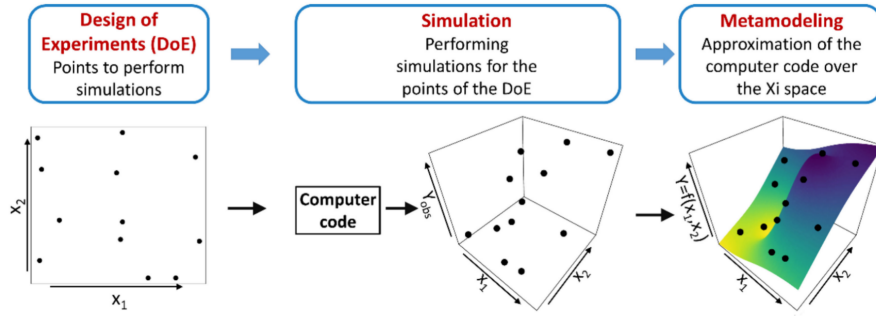 Design of
Experiments (DoE)
Points to perform
simulations
Simulation
Performing
simulations for the
points of the DoE
Metamodeling
Approximation of the
computer code over
the Xi space
X2
X1
Computer
code
Yobs
X1
X2
Y=f(x1,x2)
X1
X2